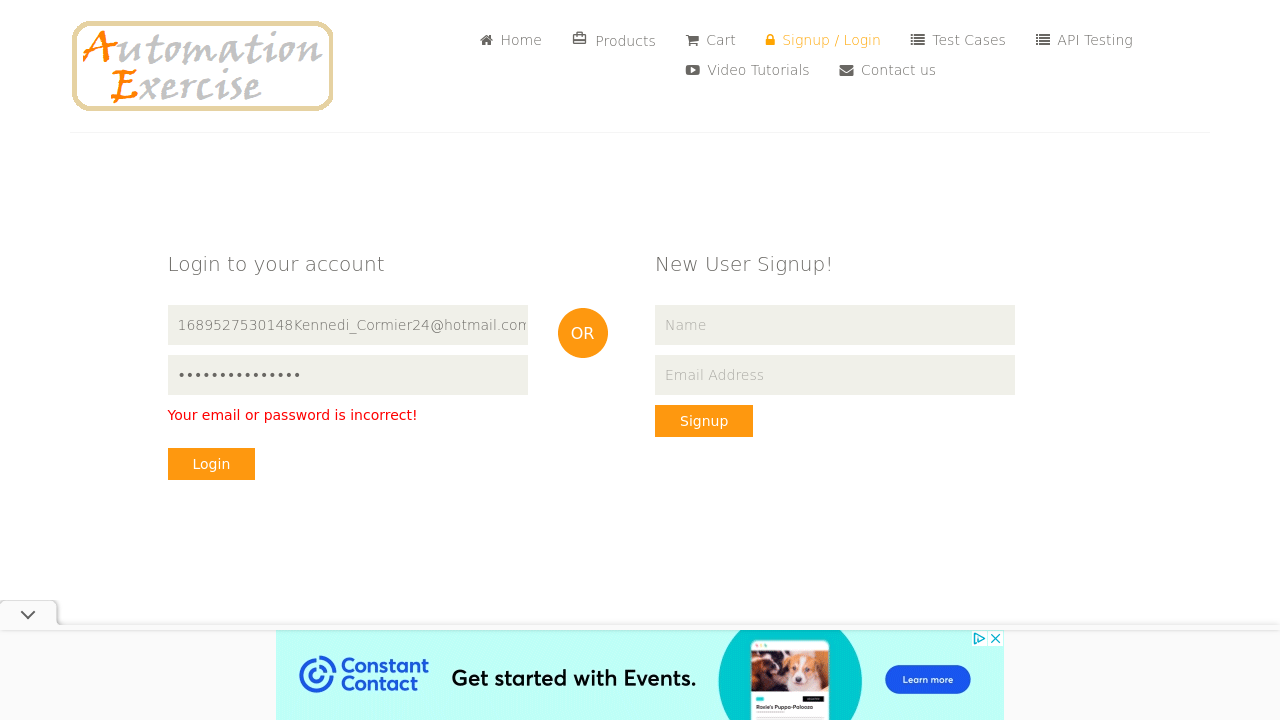 Automation
Exercise
Home
Products
Cart
Signup / Login
Test Cases
API Testing
Video Tutorials
Contact us
Login to your account
New User Signup!
1689527530148Kennedi_Cormier24@hotmail.com
•••••••••••••••
OR
Name
Email Address
Your email or password is incorrect!
Signup
Login
Constant
Contact
Get started with Events.
Learn more
Roxie's Puppa-Palooza